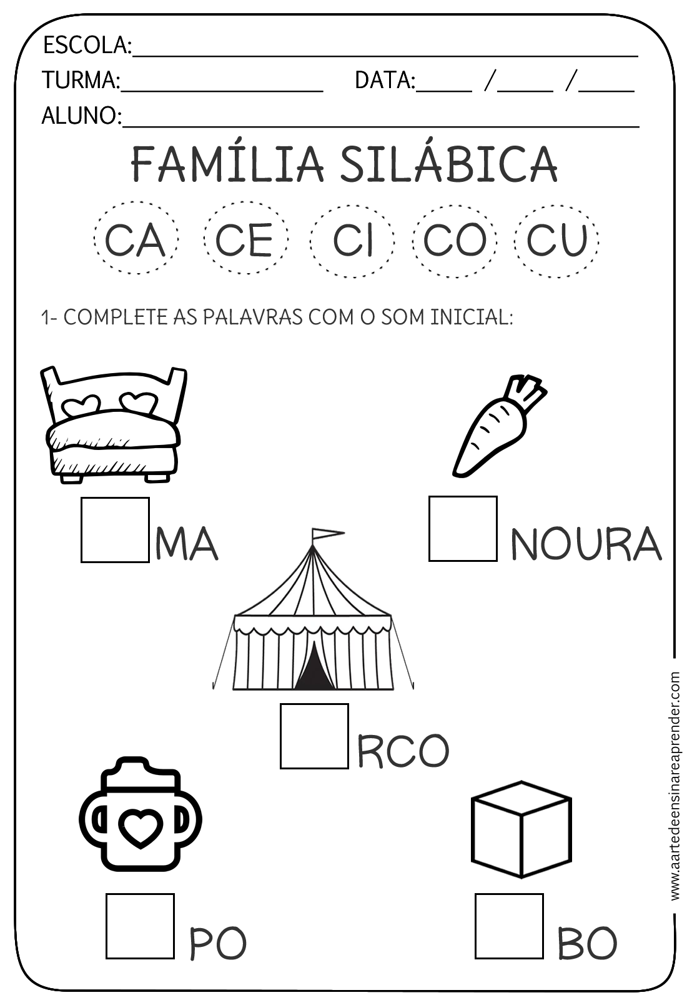 ESCOLA:
TURMA: DATA: / /
ALUNO:
FAMÍLIA SILÁBICA
CA CE CI CO CU
1- COMPLETE AS PALAVRAS COM O SOM INICIAL:
MA
NOURA
RCO
PO
BO
www.aartedeensinareaprender.com